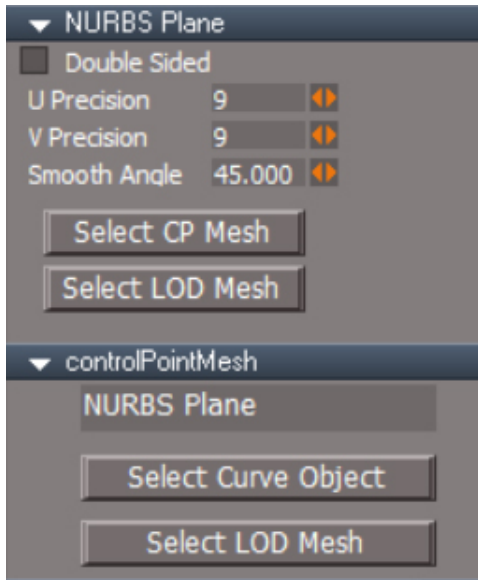 NURBS Plane
Double Sided
U Precision 9
V Precision 9
Smooth Angle 45.000
Select CP Mesh
Select LOD Mesh
controlPointMesh
NURBS Plane
Select Curve Object
Select LOD Mesh